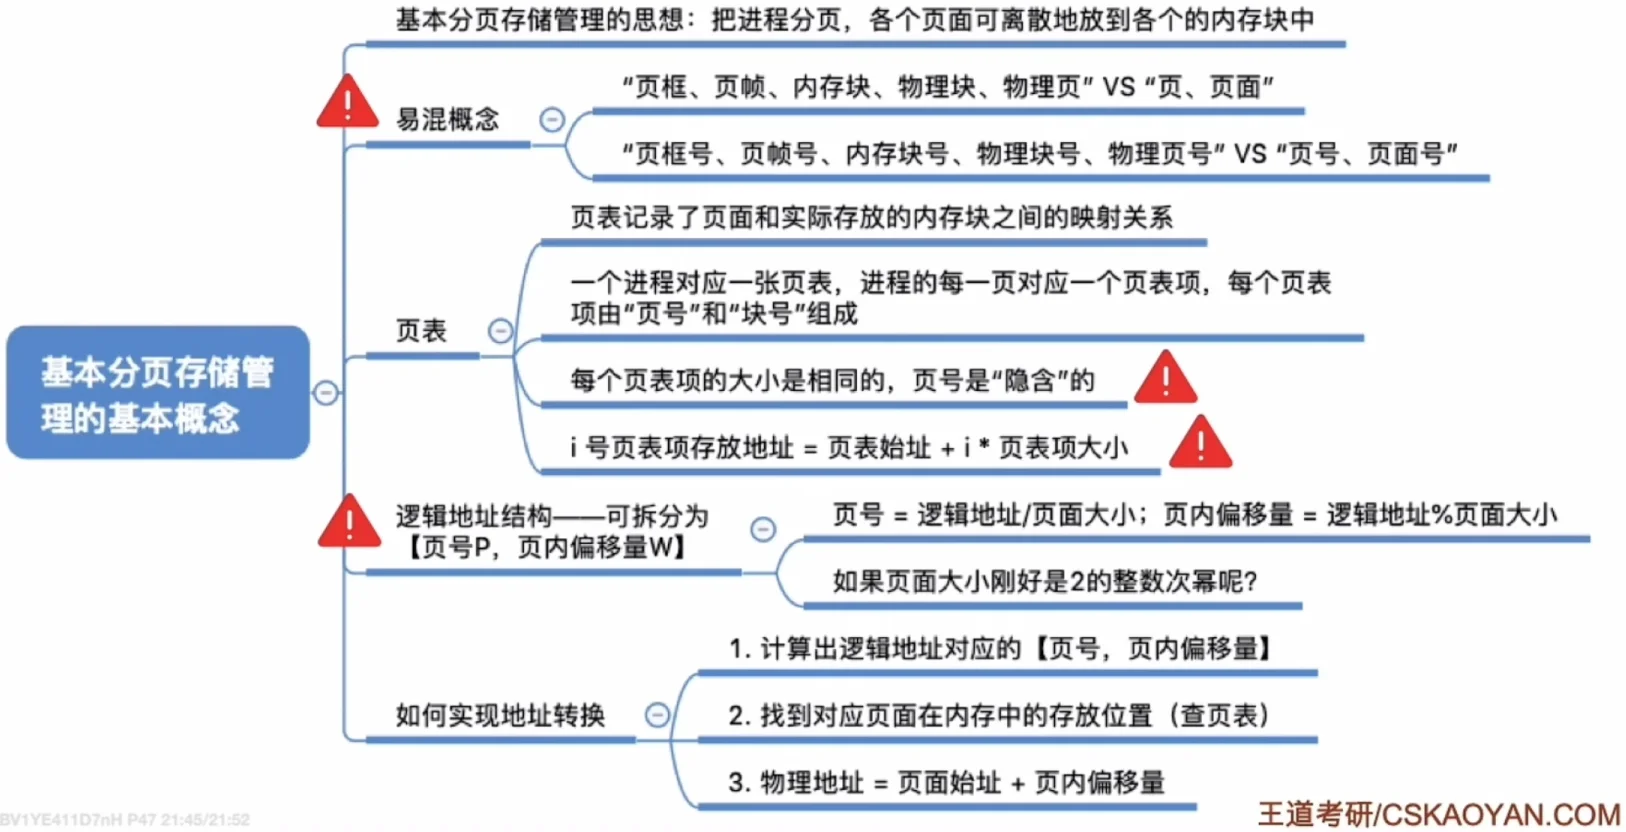 基本分页存储管理的思想：把进程分页，各个页面可离散地放到各个的内存块中
易混概念
“页框、页帧、内存块、物理块、物理页” VS “页、页面”
“页框号、页帧号、内存块号、物理块号、物理页号” VS “页号、页面号”
页表记录了页面和实际存放的内存块之间的映射关系
一个进程对应一张页表，进程的每一页对应一个页表项，每个页表
项由“页号”和“块号”组成
页表
每个页表项的大小是相同的，页号是“隐含”的
i 号页表项存放地址 = 页表始址 + i * 页表项大小
基本分页存储管
理的基本概念
逻辑地址结构——可拆分为
【页号P，页内偏移量W】
页号 = 逻辑地址/页面大小；页内偏移量 = 逻辑地址%页面大小
如果页面大小刚好是2的整数次幂呢？
如何实现地址转换
1. 计算出逻辑地址对应的【页号，页内偏移量】
2. 找到对应页面在内存中的存放位置（查页表）
3. 物理地址 = 页面始址 + 页内偏移量
BV1YE411D7nH P47 21:45/21:52
王道考研/CSKAOYAN.COM